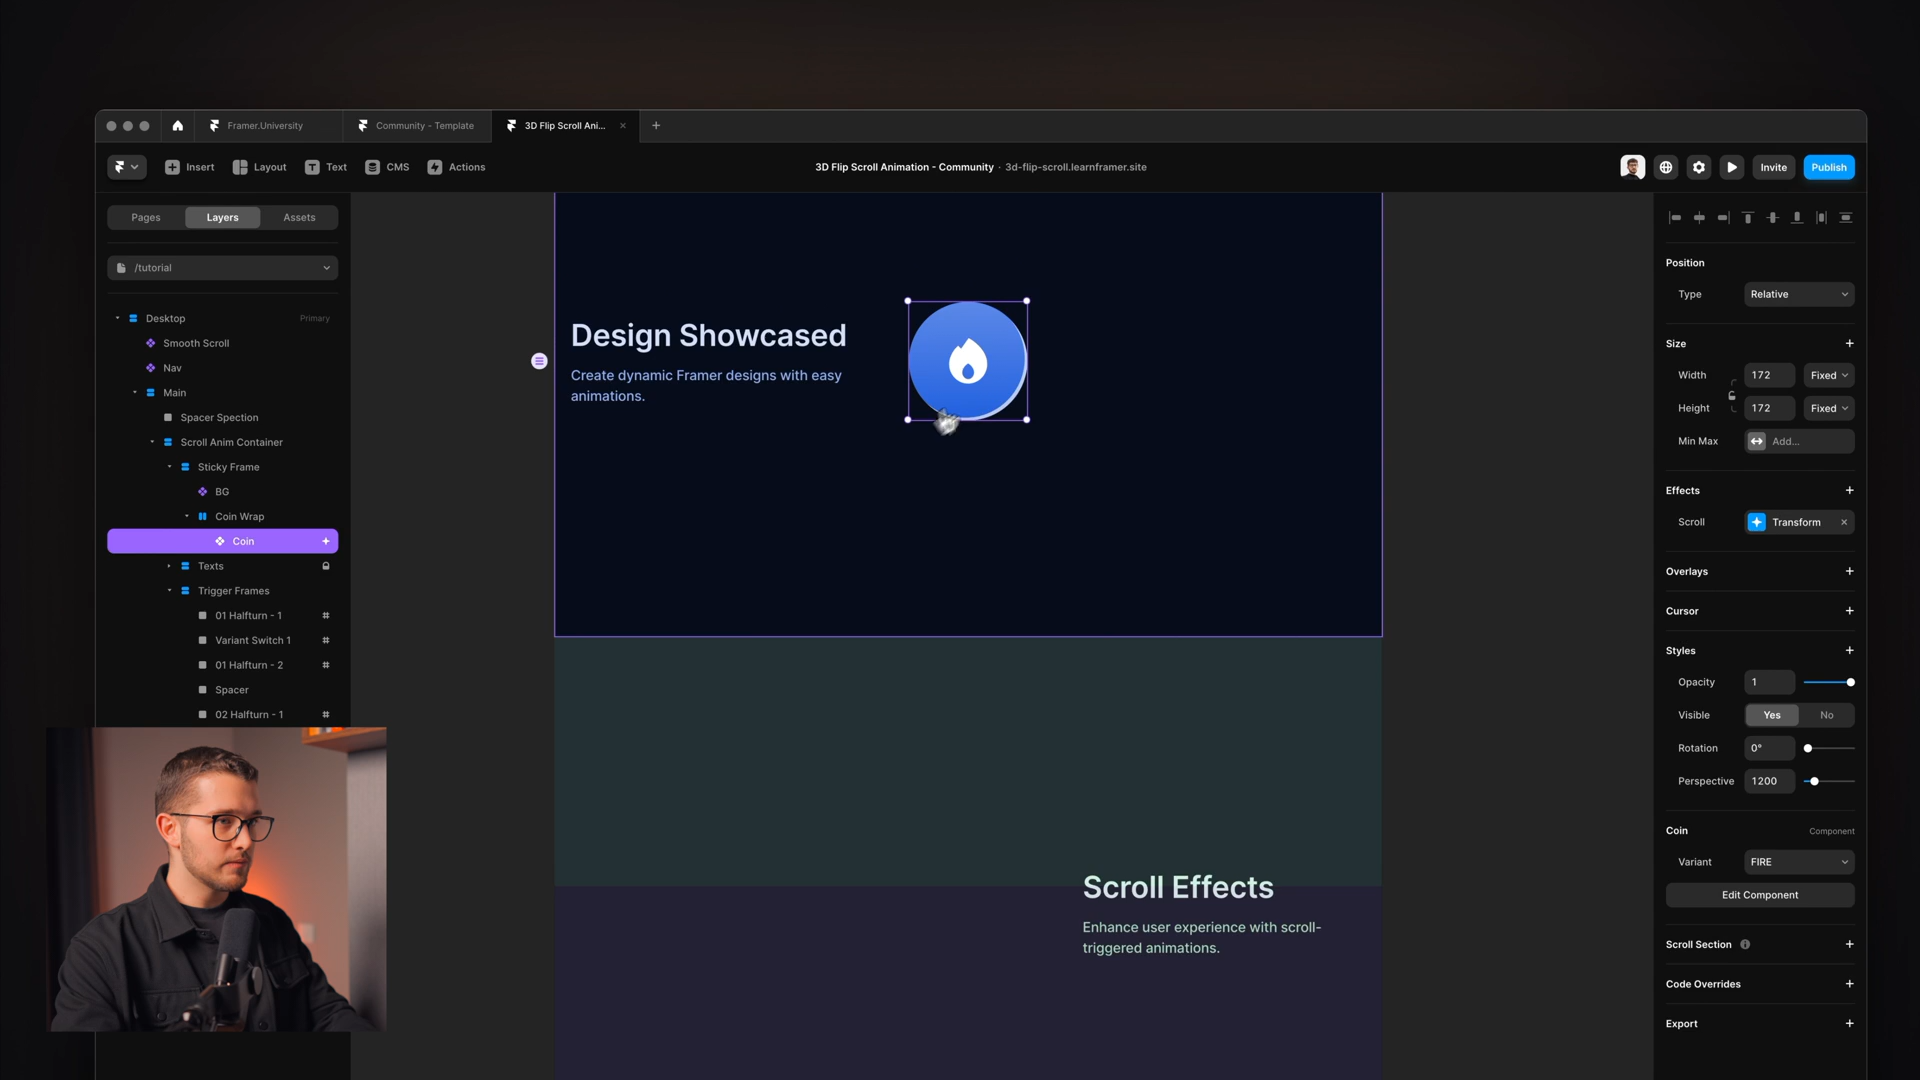 Framer.University
Community - Template
3D Flip Scroll Ani...
Insert
Layout
Text
CMS
Actions
3D Flip Scroll Animation - Community · 3d-flip-scroll.learnframer.site
Invite
Publish
Pages
Layers
Assets
/tutorial
Desktop
Primary
Smooth Scroll
Nav
Main
Spacer Spection
Scroll Anim Container
Sticky Frame
BG
Coin Wrap
Coin
Texts
Trigger Frames
01 Halfturn - 1
Variant Switch 1
01 Halfturn - 2
Spacer
02 Halfturn - 1
Design Showcased
Create dynamic Framer designs with easy
animations.
Scroll Effects
Enhance user experience with scroll-
triggered animations.
Position
Type
Relative
Size
Width
172
Fixed
Height
172
Fixed
Min Max
Add...
Effects
Scroll
Transform
Overlays
Cursor
Styles
Opacity
1
Visible
Yes
No
Rotation
0°
Perspective
1200
Coin
Component
Variant
FIRE
Edit Component
Scroll Section
Code Overrides
Export